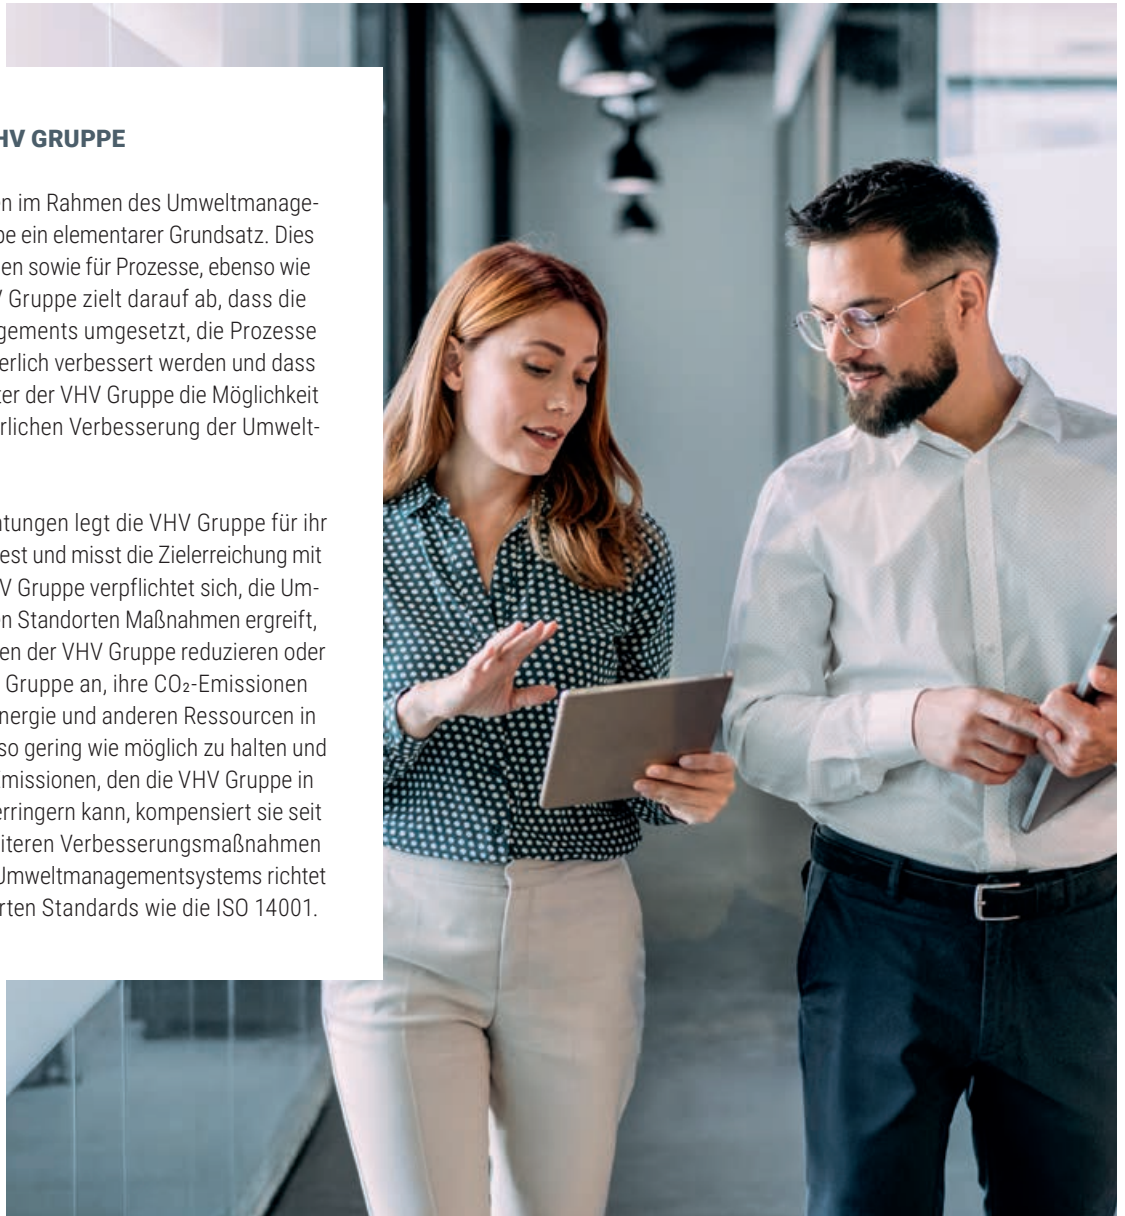 HV GRUPPE
n im Rahmen des Umweltmanage-
e ein elementarer Grundsatz. Dies
en sowie für Prozesse, ebenso wie
Gruppe zielt darauf ab, dass die
gements umgesetzt, die Prozesse
erlich verbessert werden und dass
er der VHV Gruppe die Möglichkeit
rlichen Verbesserung der Umwelt-
tungen legt die VHV Gruppe für ihr
est und misst die Zielerreichung mit
V Gruppe verpflichtet sich, die Um-
n Standorten Maßnahmen ergreift,
en der VHV Gruppe reduzieren oder
Gruppe an, ihre CO₂-Emissionen
nergie und anderen Ressourcen in
so gering wie möglich zu halten und
missionen, den die VHV Gruppe in
erringern kann, kompensiert sie seit
iteren Verbesserungsmaßnahmen
Umweltmanagementsystems richtet
rten Standards wie die ISO 14001.